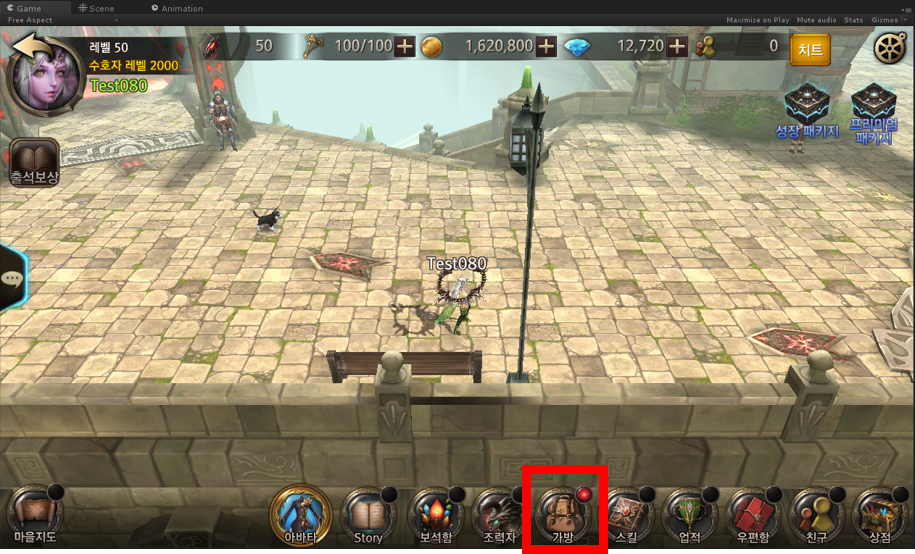 Game
Scene
Animation
Free Aspect
Maximize on Play
Mute audio
Stats
Gizmos
레벨 50
수호자 레벨 2000
Test080
50
100/100
1,620,800
12,720
0
치트
성장 패키지
프리미엄
패키지
출석보상
Test080
마을지도
아바타
Story
보석함
조력자
가방
스킬
업적
우편함
친구
상점